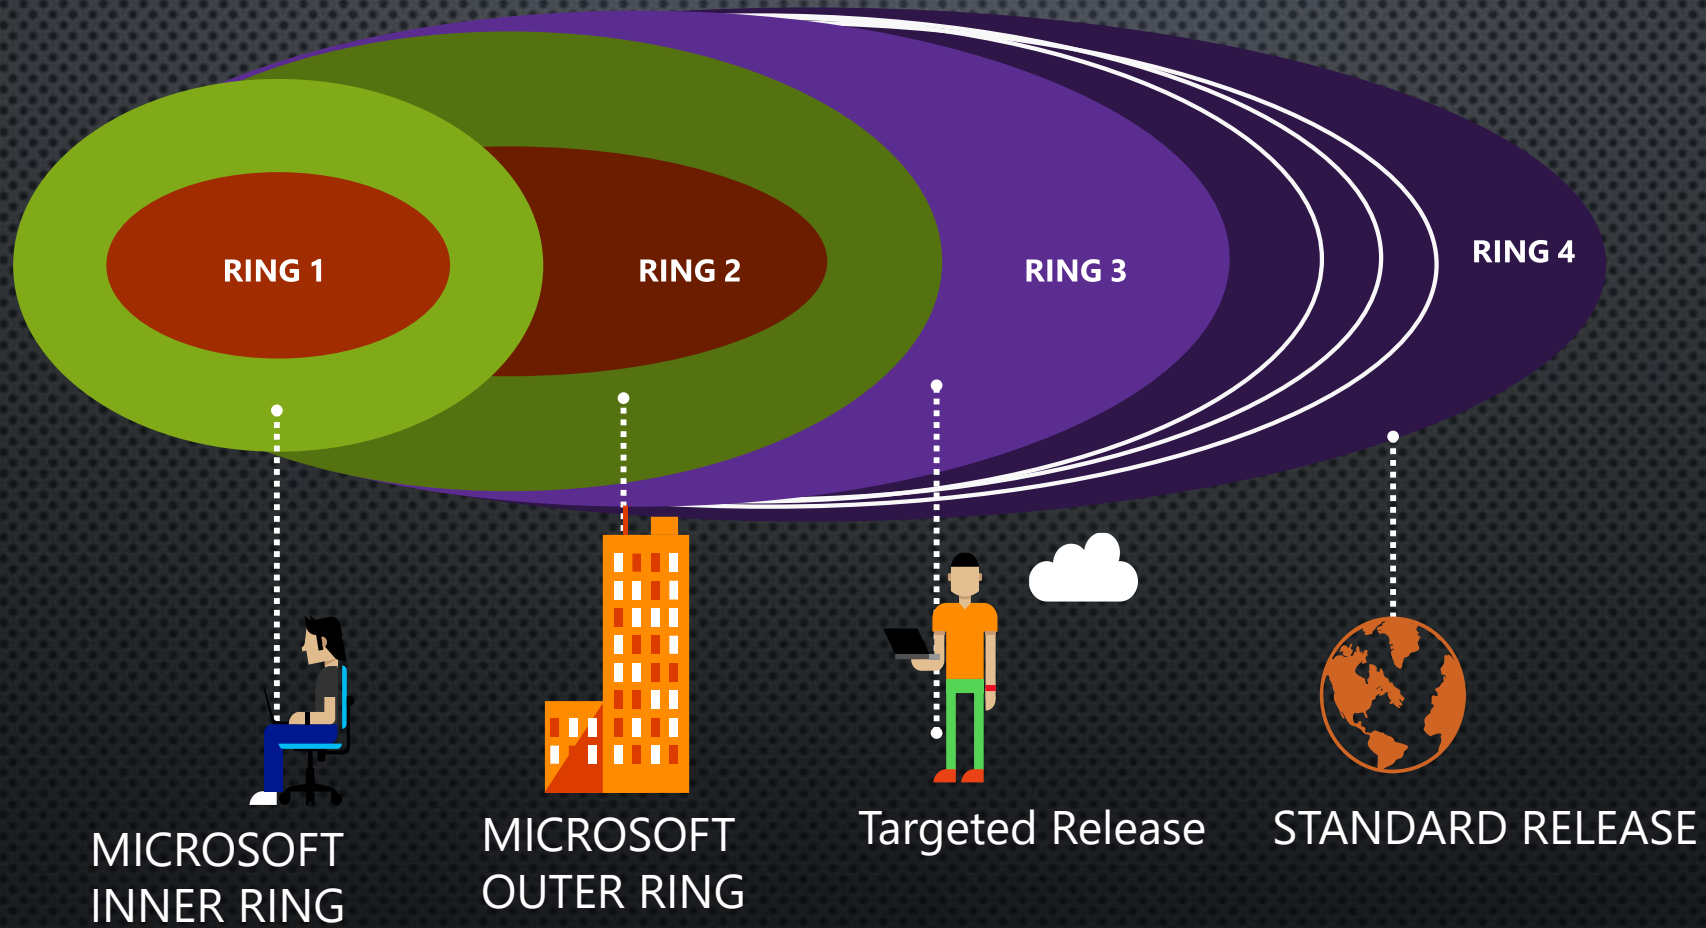 RING 1
RING 2
RING 3
RING 4
MICROSOFT
INNER RING
MICROSOFT
OUTER RING
Targeted Release
STANDARD RELEASE